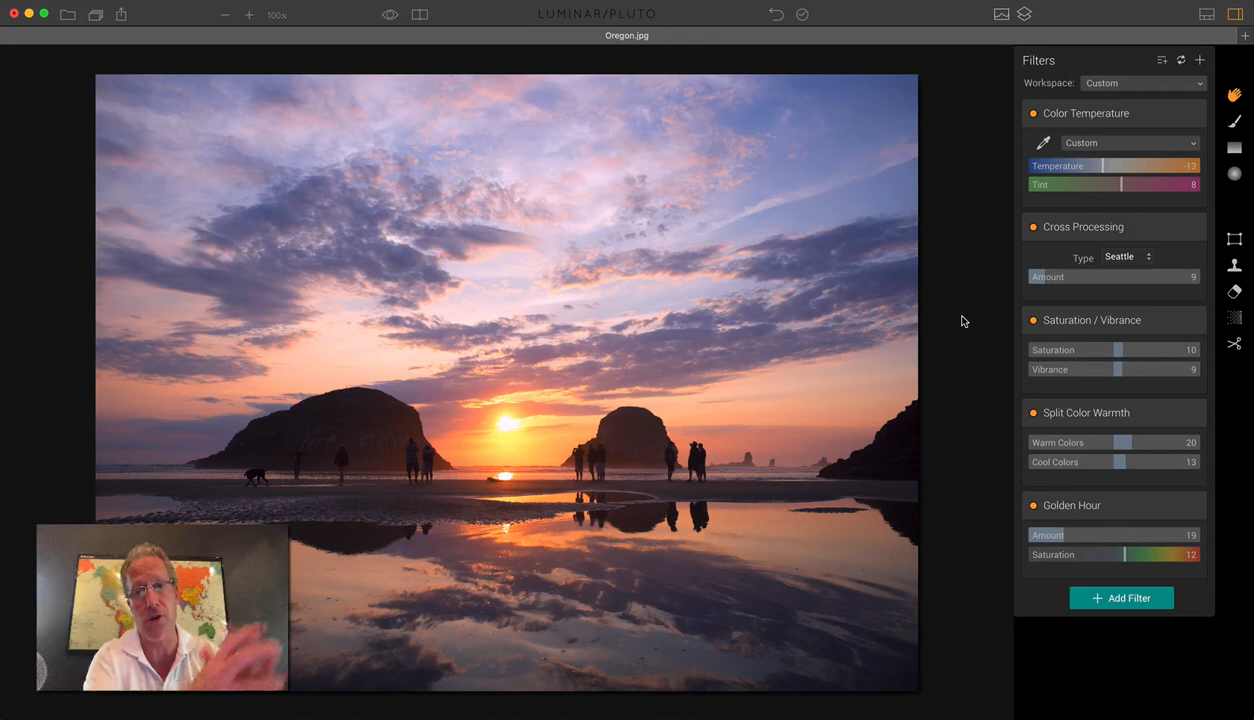 100%
LUMINAR/PLUTO
Oregon.jpg
Filters
Workspace: Custom
Color Temperature
Custom
Temperature -13
Tint 8
Cross Processing
Type Seattle
Amount 9
Saturation / Vibrance
Saturation 10
Vibrance 9
Split Color Warmth
Warm Colors 20
Cool Colors 13
Golden Hour
Amount 19
Saturation 12
Add Filter